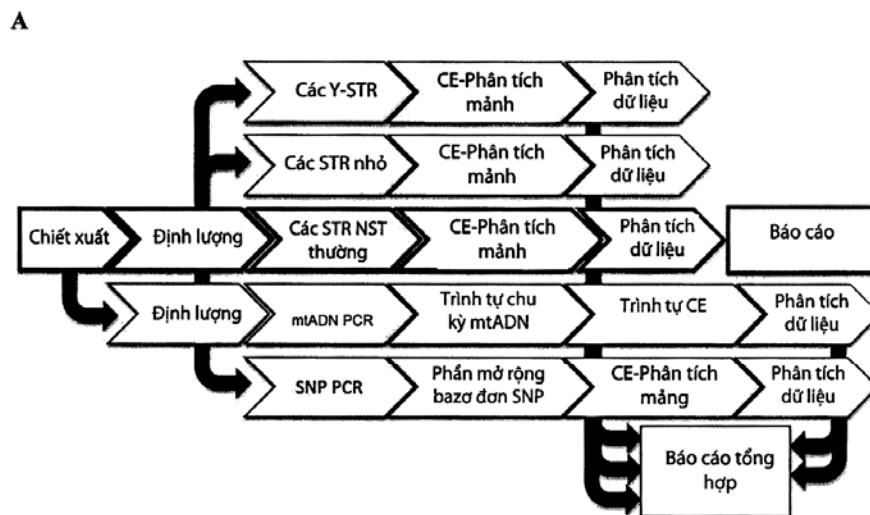 A
Các Y-STR
CE-Phân tích
mảnh
Phân tích
dữ liệu
Các STR nhỏ
CE-Phân tích
mảnh
Phân tích
dữ liệu
Chiết xuất
Định lượng
Các STR NST
thường
CE-Phân tích
mảnh
Phân tích
dữ liệu
Báo cáo
Định lượng
mtADN PCR
Trình tự chu
kỳ mtADN
Trình tự CE
Phân tích
dữ liệu
SNP PCR
Phần mở rộng
bazơ đơn SNP
CE-Phân tích
mảng
Phân tích
dữ liệu
Báo cáo tổng
hợp